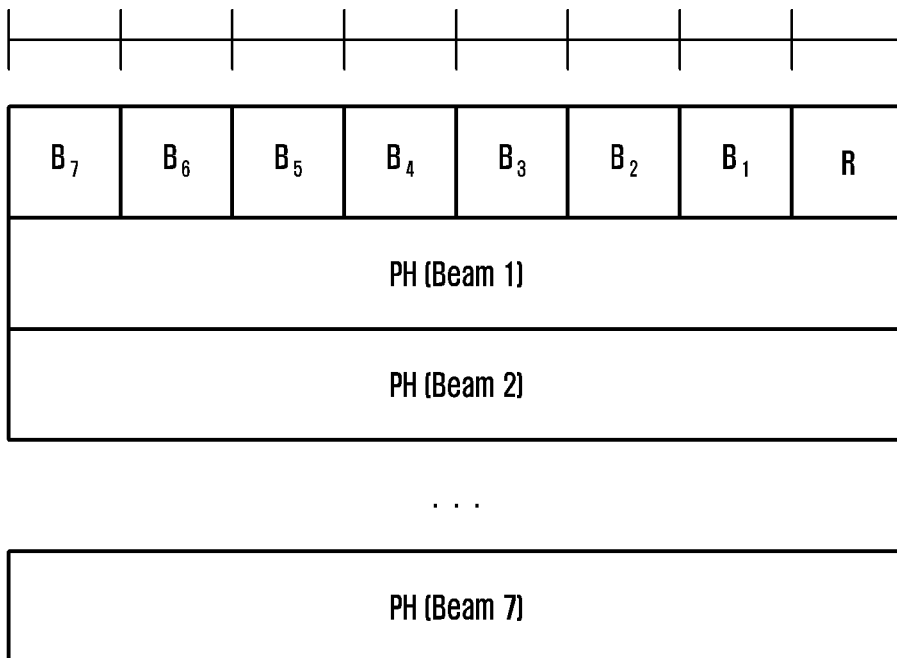 B₇ B₆ B₅ B₄ B₃ B₂ B₁ R
PH (Beam 1)
PH (Beam 2)
. . .
PH (Beam 7)